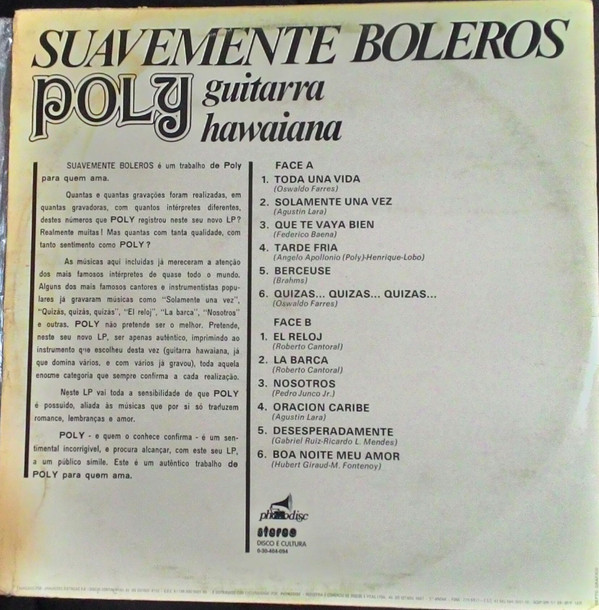 SUAVEMENTE BOLEROS
POLY guitarra
hawaiana
SUAVEMENTE BOLEROS é um trabalho de Poly
para quem ama.
Quantas e quantas gravações foram realizadas, em
quantas gravadoras, com quantos intérpretes diferentes,
destes números que POLY registrou neste seu novo LP?
Realmente muitas! Mas quantas com tanta qualidade, com
tanto sentimento como POLY?
As músicas aqui incluídas já mereceram a atenção
dos mais famosos intérpretes de quase todo o mundo.
Alguns dos mais famosos cantores e instrumentistas popu-
lares já gravaram músicas como "Solamente una vez",
"Quizás, quizás, quizás", "El reloj", "La barca", "Nosotros"
e outras. POLY não pretende ser o melhor. Pretende,
neste seu novo LP, ser apenas autêntico, imprimindo ao
instrumento que escolheu desta vez (guitarra hawaiana, já
que domina vários, e com vários já gravou), toda aquela
enorme categoria que sempre confirma a cada realização.
Neste LP vai toda a sensibilidade de que POLY
é possuido, aliada às músicas que por si só traduzem
romance, lembranças e amor.
POLY - e quem o conhece confirma - é um sen-
timental incorrigível, e procura alcançar, com este seu LP,
a um público simile. Este é um autêntico trabalho de
POLY para quem ama.
FACE A
1. TODA UNA VIDA
(Oswaldo Farres)
2. SOLAMENTE UNA VEZ
(Agustin Lara)
3. QUE TE VAYA BIEN
(Federico Baena)
4. TARDE FRIA
(Angelo Apollonio (Poly)-Henrique-Lobo)
5. BERCEUSE
(Brahms)
6. QUIZAS... QUIZAS... QUIZAS...
(Oswaldo Farres)
FACE B
1. EL RELOJ
(Roberto Cantoral)
2. LA BARCA
(Roberto Cantoral)
3. NOSOTROS
(Pedro Junco Jr.)
4. ORACION CARIBE
(Agustin Lara)
5. DESESPERADAMENTE
(Gabriel Ruiz-Ricardo L. Mendes)
6. BOA NOITE MEU AMOR
(Hubert Giraud-M. Fontenoy)
phonodisc
stereo
DISCO É CULTURA
0-30-404-094